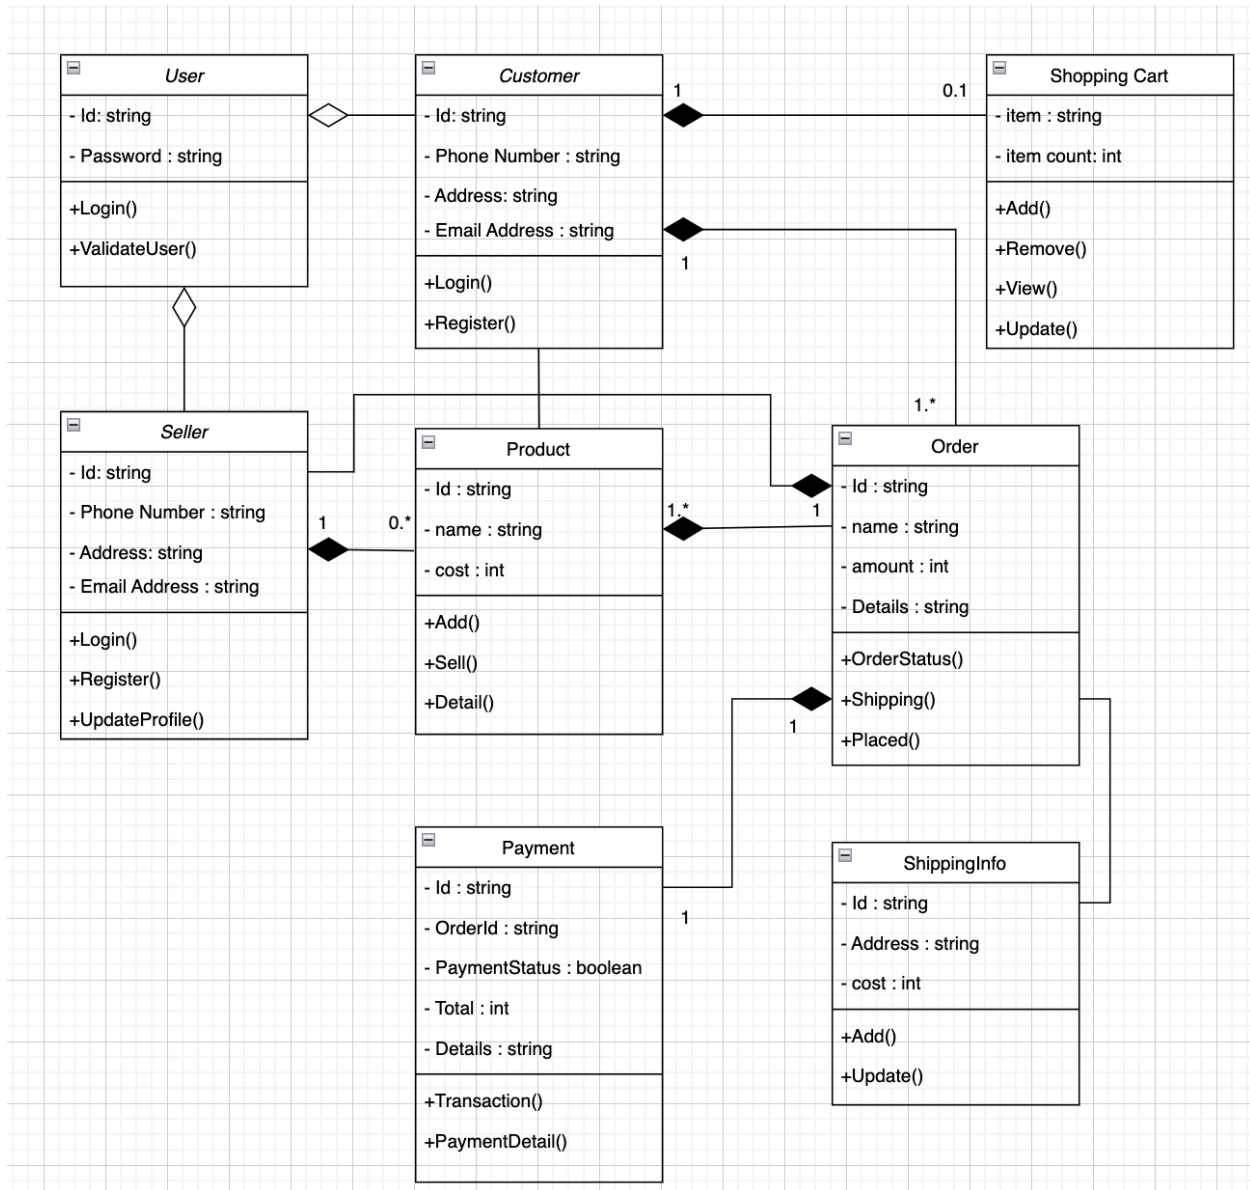 User
- Id: string
- Password : string
+Login()
+ValidateUser()
Customer
- Id: string
- Phone Number : string
- Address: string
- Email Address : string
+Login()
+Register()
1
0.1
1
1.*
Shopping Cart
- item : string
- item count: int
+Add()
+Remove()
+View()
+Update()
Seller
- Id: string
- Phone Number : string
- Address: string
- Email Address : string
+Login()
+Register()
+UpdateProfile()
1
0.*
Product
- Id : string
- name : string
- cost : int
+Add()
+Sell()
+Detail()
1.*
1
Order
- Id : string
- name : string
- amount : int
- Details : string
+OrderStatus()
+Shipping()
+Placed()
1
1
Payment
- Id : string
- OrderId : string
- PaymentStatus : boolean
- Total : int
- Details : string
+Transaction()
+PaymentDetail()
ShippingInfo
- Id : string
- Address : string
- cost : int
+Add()
+Update()